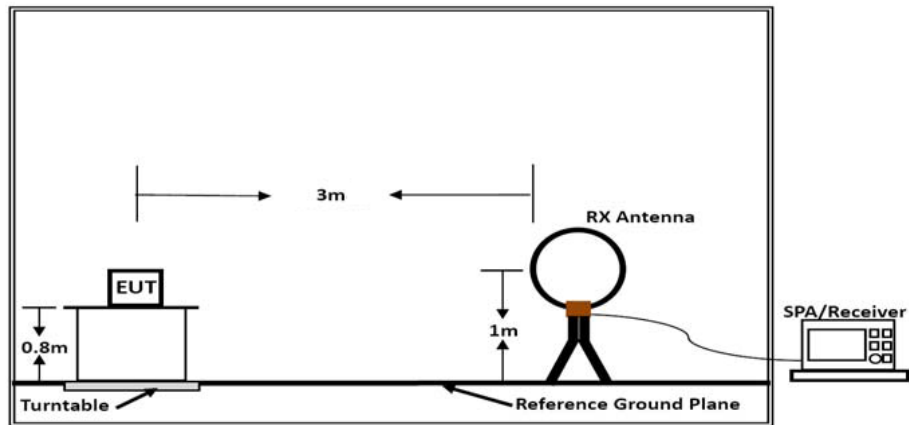 3m
RX Antenna
EUT
SPA/Receiver
0.8m
1m
Turntable
Reference Ground Plane